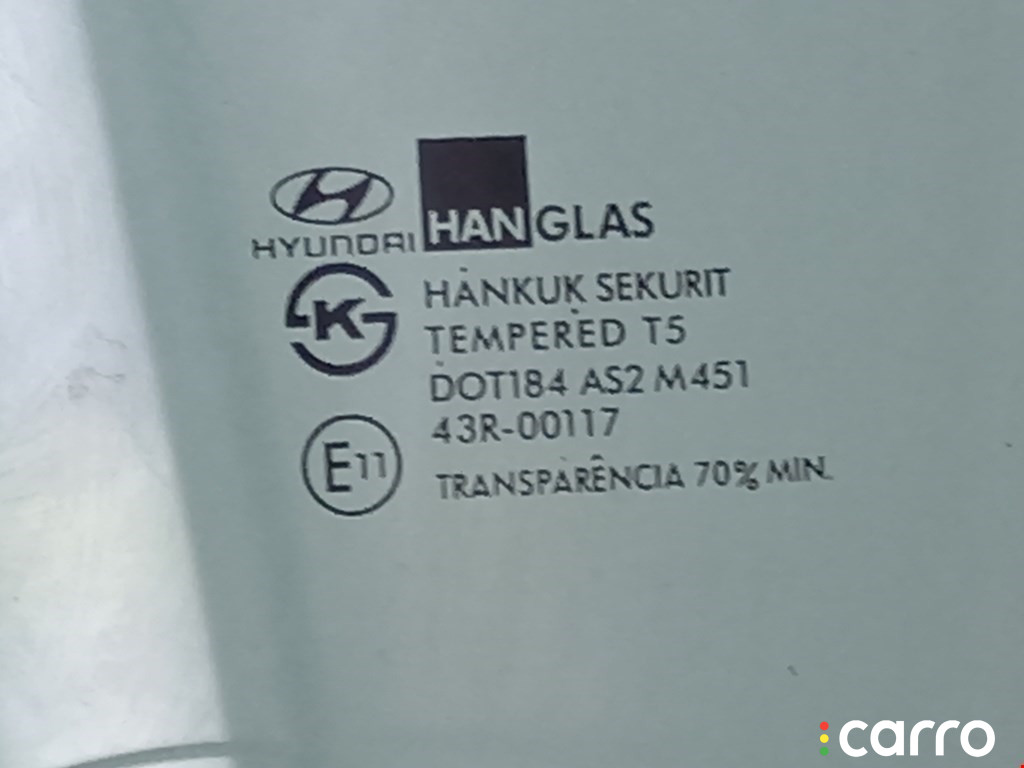 HYUNDAI
HANGLAS
K
HANKUK SEKURIT
TEMPERED T5
DOT184 AS2 M451
43R-00117
E11
TRANSPARÊNCIA 70% MIN.
carro